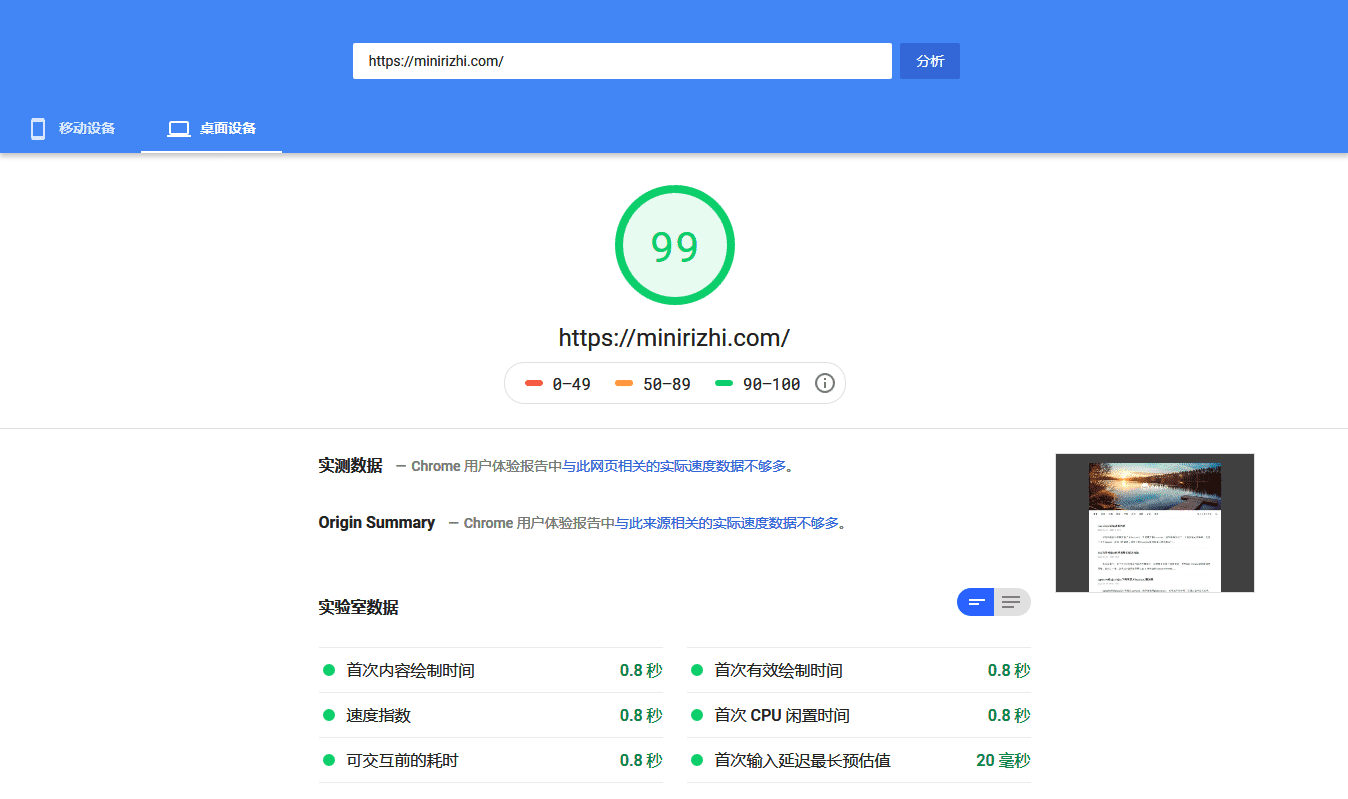 https://minirizhi.com/ 分析
移动设备 桌面设备
99
https://minirizhi.com/
0–49 50–89 90–100
实测数据 — Chrome 用户体验报告中与此网页相关的实际速度数据不够多。
Origin Summary — Chrome 用户体验报告中与此来源相关的实际速度数据不够多。
实验室数据
首次内容绘制时间 0.8 秒 首次有效绘制时间 0.8 秒
速度指数 0.8 秒 首次 CPU 闲置时间 0.8 秒
可交互前的耗时 0.8 秒 首次输入延迟最长预估值 20 毫秒